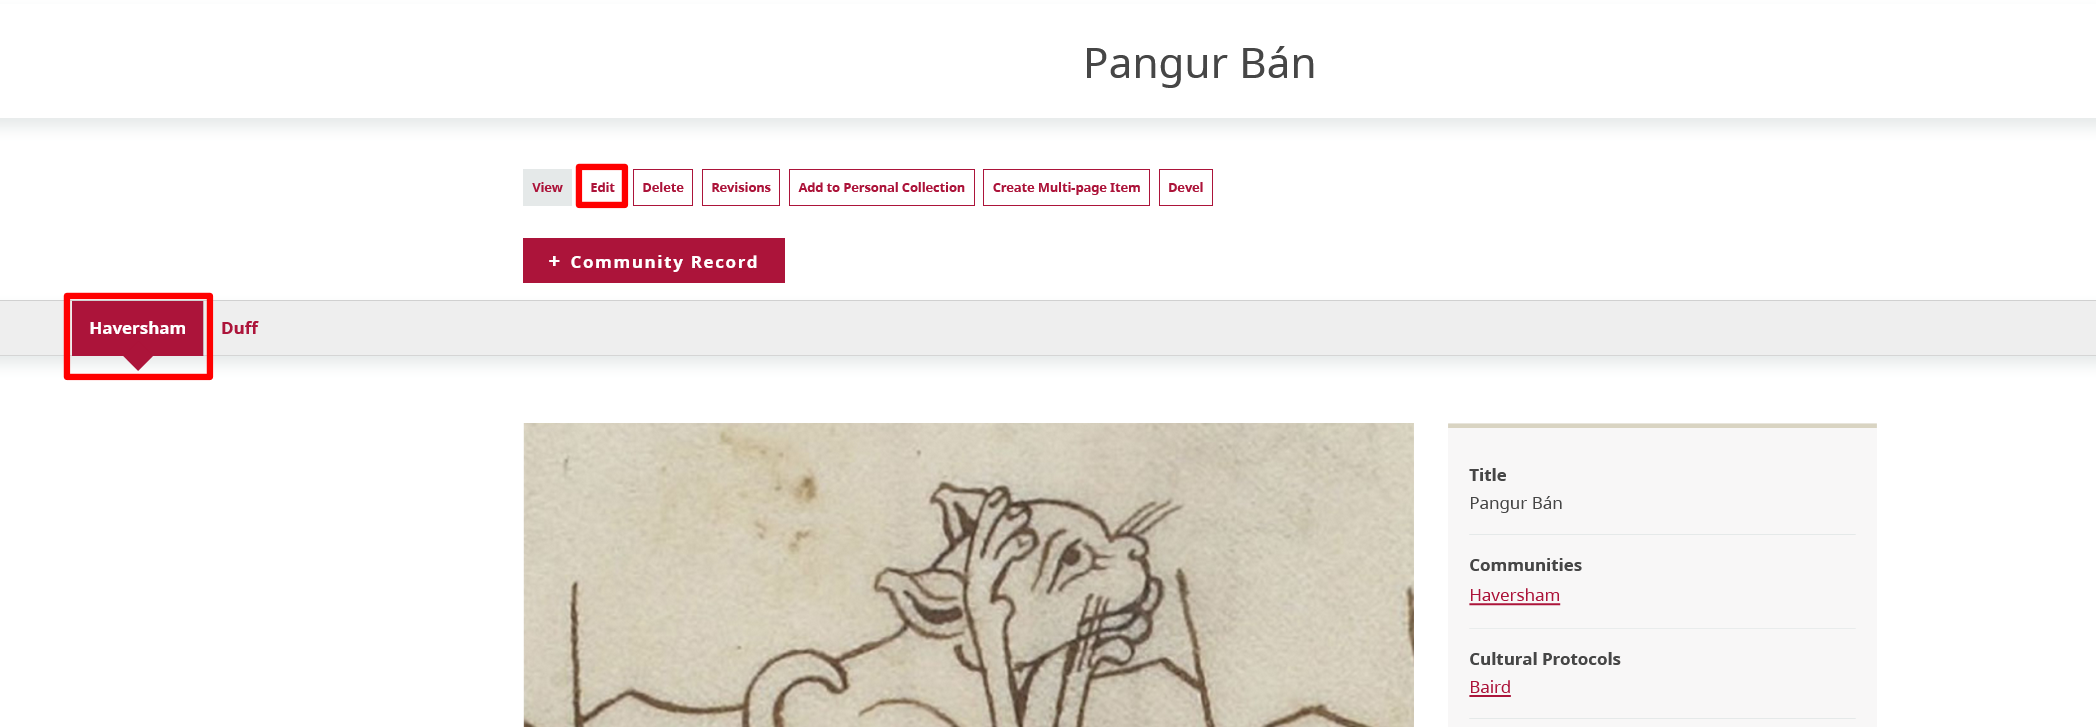 Pangur Bán
View Edit Delete Revisions Add to Personal Collection Create Multi-page Item Devel
+ Community Record
Haversham Duff
Title
Pangur Bán
Communities
Haversham
Cultural Protocols
Baird